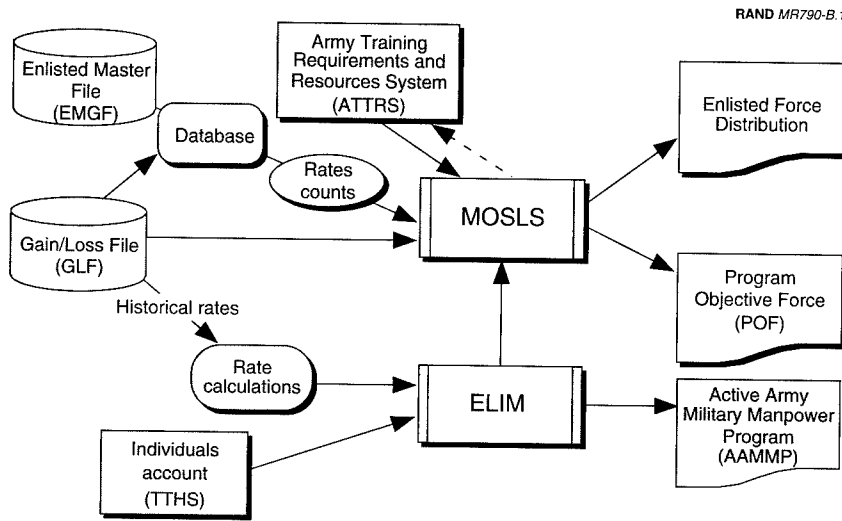 RAND MR790-B.1
Enlisted Master
File
(EMGF)
Army Training
Requirements and
Resources System
(ATTRS)
Enlisted Force
Distribution
Database
Rates
counts
MOSLS
Gain/Loss File
(GLF)
Program
Objective Force
(POF)
Historical rates
Rate
calculations
ELIM
Active Army
Military Manpower
Program
(AAMMP)
Individuals
account
(TTHS)